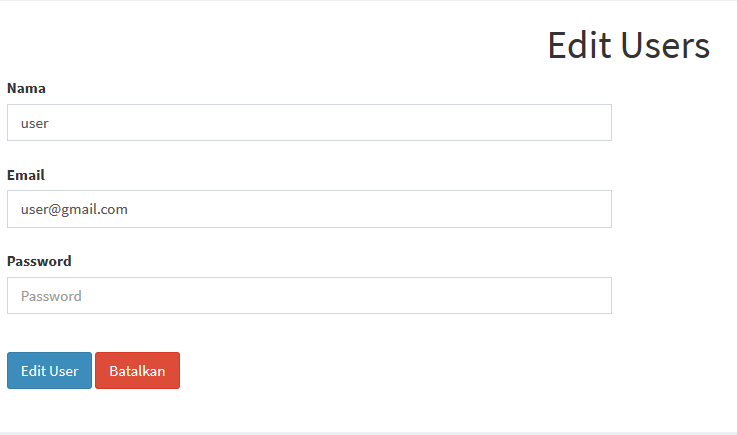 Edit Users
Nama
user
Email
user@gmail.com
Password
Password
Edit User Batalkan